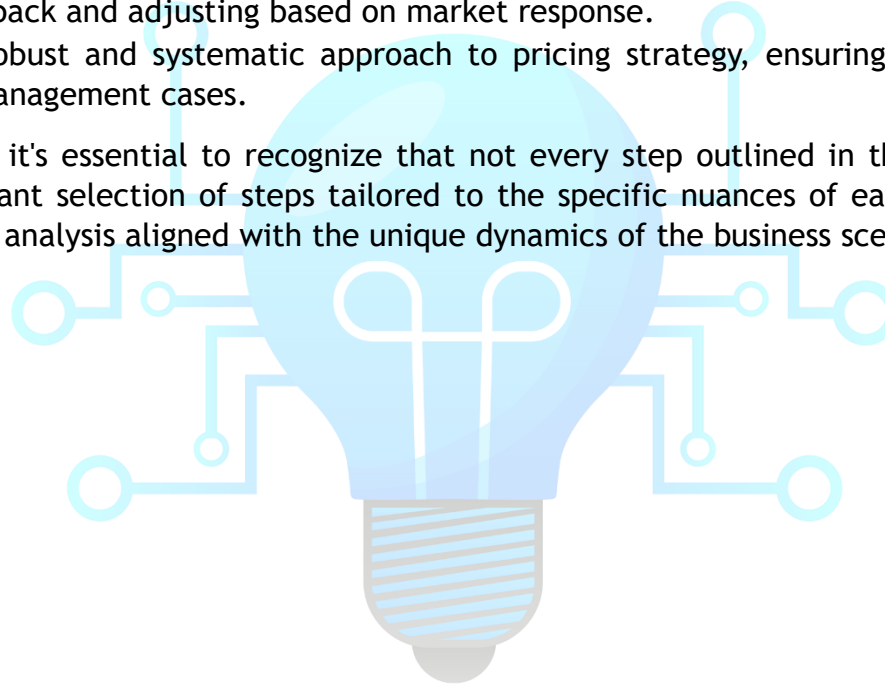 back and adjusting based on market response.
obust and systematic approach to pricing strategy, ensuring
anagement cases.
it's essential to recognize that not every step outlined in th
ant selection of steps tailored to the specific nuances of ea
analysis aligned with the unique dynamics of the business sce